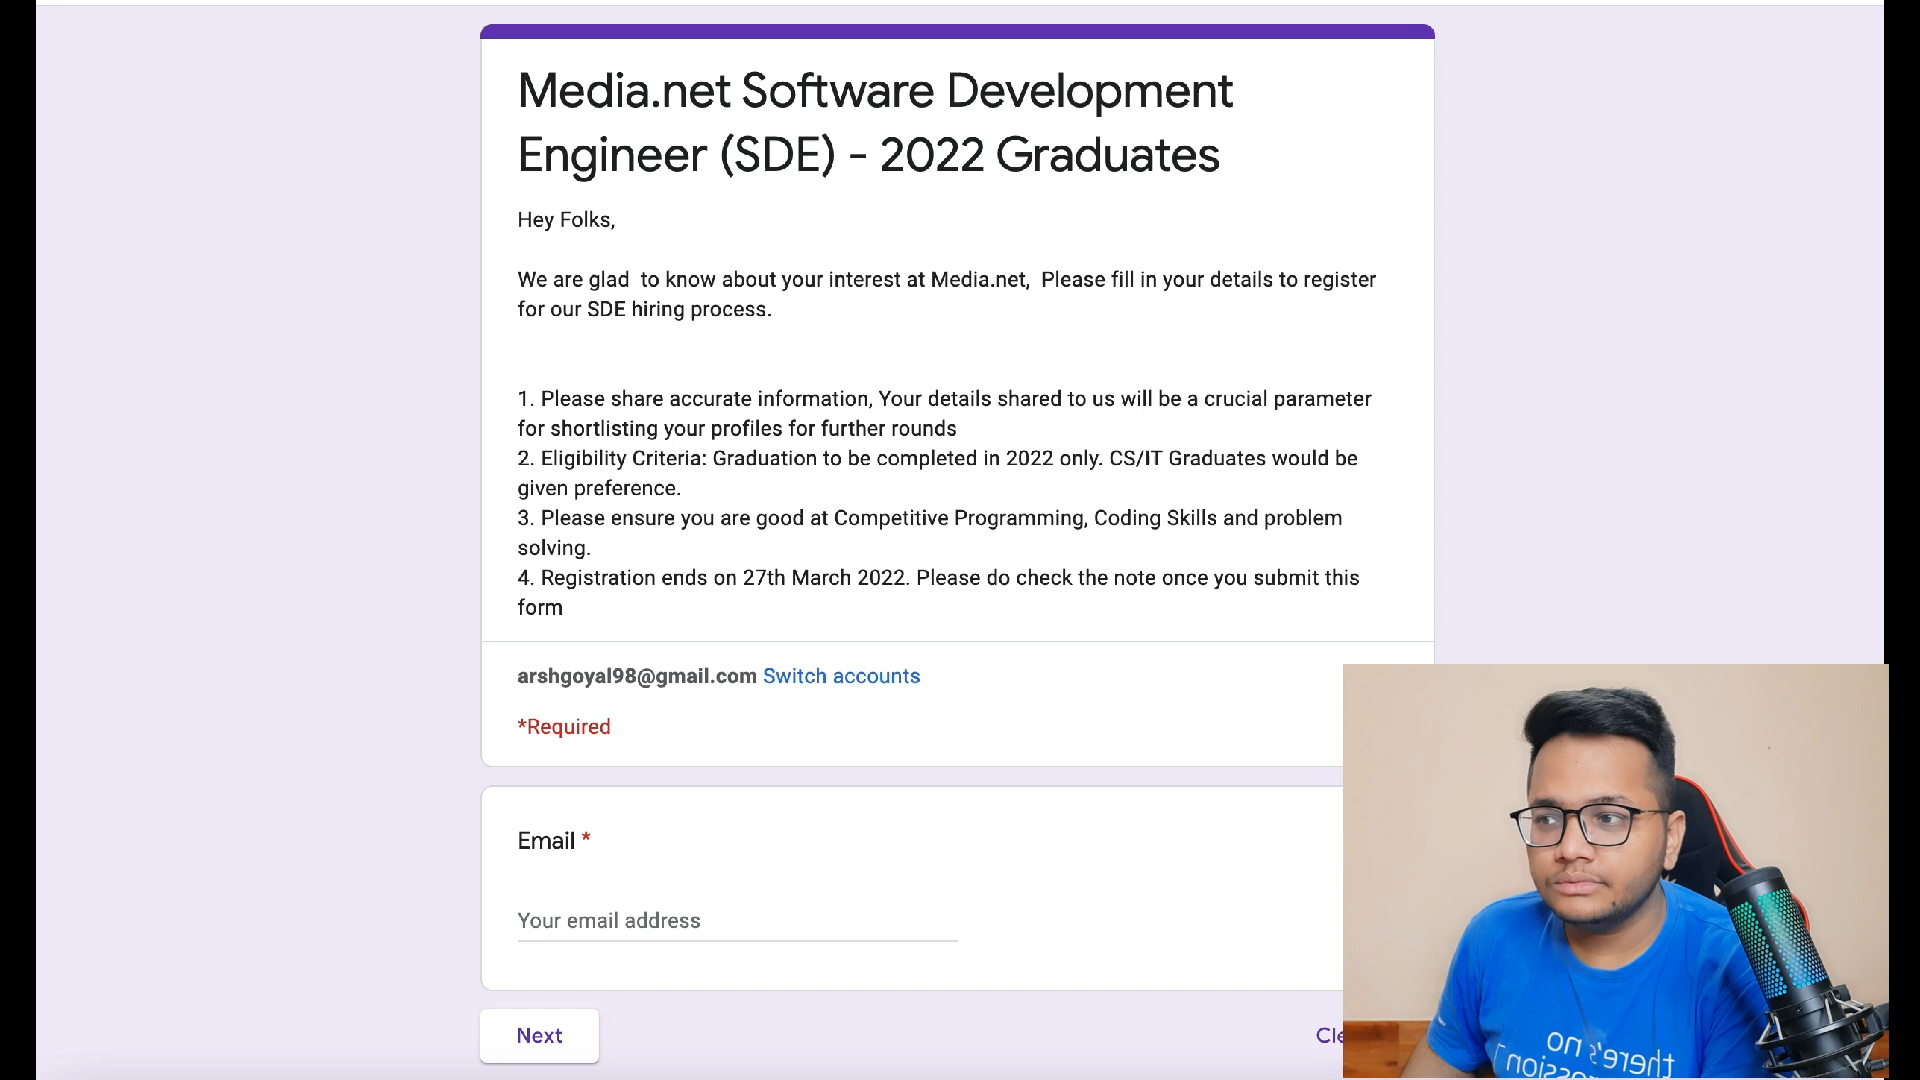 Media.net Software Development
Engineer (SDE) - 2022 Graduates
Hey Folks,
We are glad  to know about your interest at Media.net,  Please fill in your details to register
for our SDE hiring process.
1. Please share accurate information, Your details shared to us will be a crucial parameter
for shortlisting your profiles for further rounds
2. Eligibility Criteria: Graduation to be completed in 2022 only. CS/IT Graduates would be
given preference.
3. Please ensure you are good at Competitive Programming, Coding Skills and problem
solving.
4. Registration ends on 27th March 2022. Please do check the note once you submit this
form
arshgoyal98@gmail.com Switch accounts
*Required
Email *
Your email address
Next
there's no